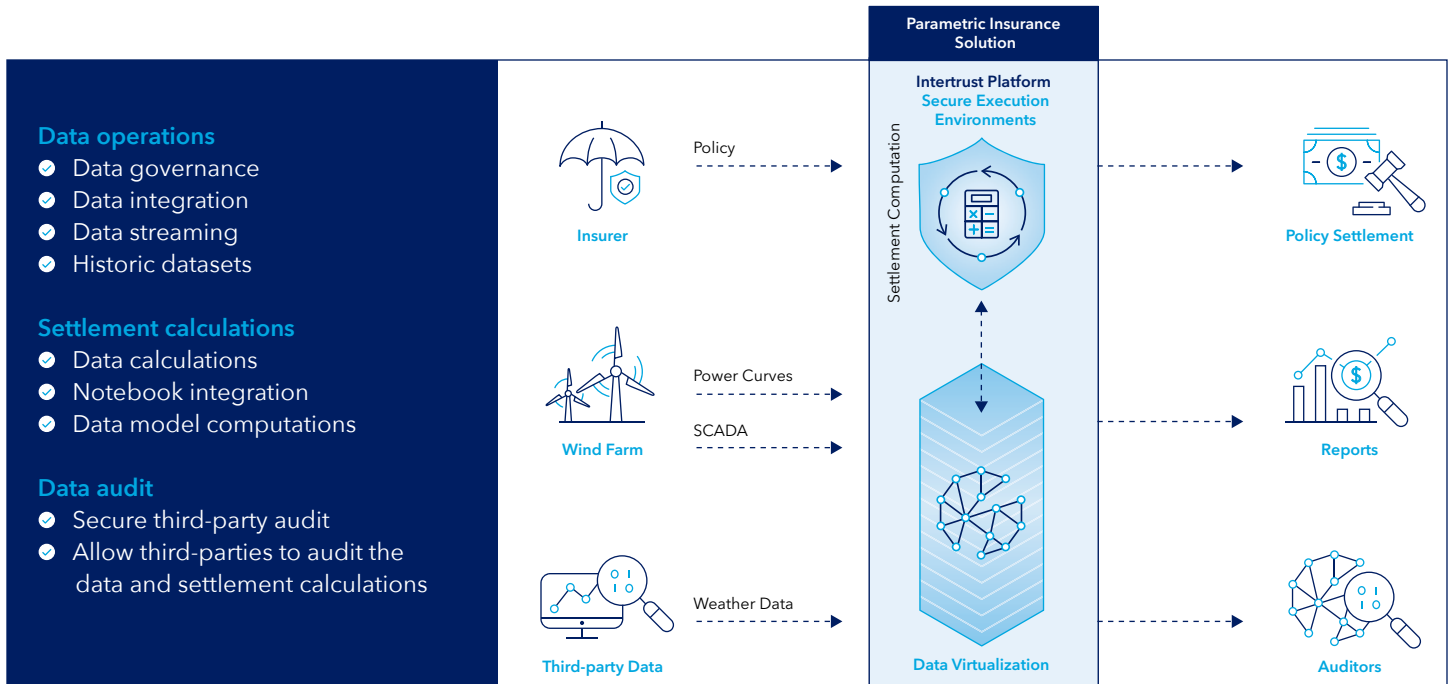 Parametric Insurance
Solution
Data operations
Data governance
Data integration
Data streaming
Historic datasets
Settlement calculations
Data calculations
Notebook integration
Data model computations
Data audit
Secure third-party audit
Allow third-parties to audit the
data and settlement calculations
Insurer
Policy
Wind Farm
Power Curves
SCADA
Third-party Data
Weather Data
Intertrust Platform
Secure Execution
Environments
Settlement Computation
Data Virtualization
$
Policy Settlement
$
Reports
Auditors